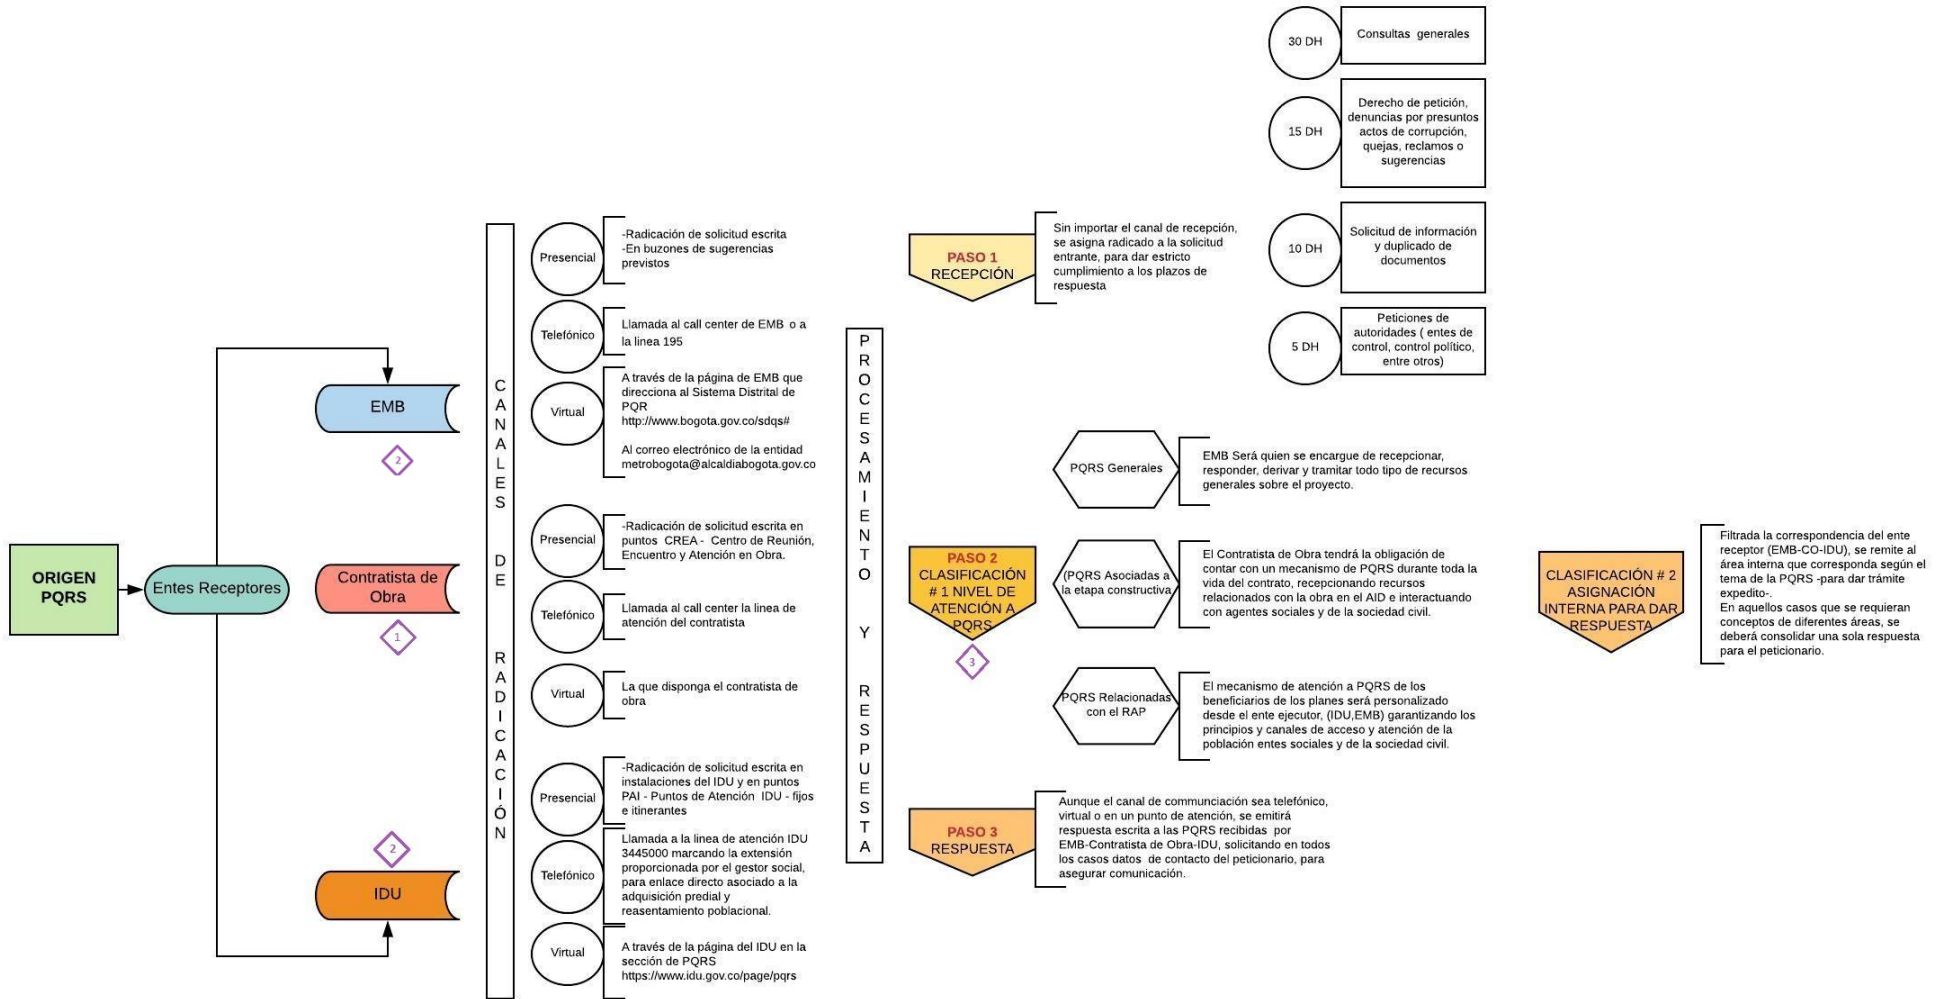 ORIGEN
PQRS
Entes Receptores
EMB
2
Contratista de
Obra
1
2
IDU
CANALES DE RADICACIÓN
Presencial
-Radicación de solicitud escrita
-En buzones de sugerencias
previstos
Telefónico
Llamada al call center de EMB o a
la linea 195
Virtual
A través de la página de EMB que
direcciona al Sistema Distrital de
PQR
http://www.bogota.gov.co/sdqs#
Al correo electrónico de la entidad
metrobogota@alcaldiabogota.gov.co
Presencial
-Radicación de solicitud escrita en
puntos CREA - Centro de Reunión,
Encuentro y Atención en Obra.
Telefónico
Llamada al call center la linea de
atención del contratista
Virtual
La que disponga el contratista de
obra
Presencial
-Radicación de solicitud escrita en
instalaciones del IDU y en puntos
PAI - Puntos de Atención IDU - fijos
e itinerantes
Telefónico
Llamada a la linea de atención IDU
3445000 marcando la extensión
proporcionada por el gestor social,
para enlace directo asociado a la
adquisición predial y
reasentamiento poblacional.
Virtual
A través de la página del IDU en la
sección de PQRS
https://www.idu.gov.co/page/pqrs
PROCESAMIENTO Y RESPUESTA
PASO 1
RECEPCIÓN
Sin importar el canal de recepción,
se asigna radicado a la solicitud
entrante, para dar estricto
cumplimiento a los plazos de
respuesta
30 DH
Consultas generales
15 DH
Derecho de petición,
denuncias por presuntos
actos de corrupción,
quejas, reclamos o
sugerencias
10 DH
Solicitud de información
y duplicado de
documentos
5 DH
Peticiones de
autoridades ( entes de
control, control político,
entre otros)
PASO 2
CLASIFICACIÓN
# 1 NIVEL DE
ATENCIÓN A
PQRS
3
PQRS Generales
EMB Será quien se encargue de recepcionar,
responder, derivar y tramitar todo tipo de recursos
generales sobre el proyecto.
(PQRS Asociadas a
la etapa constructiva
El Contratista de Obra tendrá la obligación de
contar con un mecanismo de PQRS durante toda la
vida del contrato, recepcionando recursos
relacionados con la obra en el AID e interactuando
con agentes sociales y de la sociedad civil.
PQRS Relacionadas
con el RAP
El mecanismo de atención a PQRS de los
beneficiarios de los planes será personalizado
desde el ente ejecutor, (IDU,EMB) garantizando los
principios y canales de acceso y atención de la
población entes sociales y de la sociedad civil.
CLASIFICACIÓN # 2
ASIGNACIÓN
INTERNA PARA DAR
RESPUESTA
Filtrada la correspondencia del ente
receptor (EMB-CO-IDU), se remite al
área interna que corresponda según el
tema de la PQRS -para dar trámite
expedito-.
En aquellos casos que se requieran
conceptos de diferentes áreas, se
deberá consolidar una sola respuesta
para el peticionario.
PASO 3
RESPUESTA
Aunque el canal de communciación sea telefónico,
virtual o en un punto de atención, se emitirá
respuesta escrita a las PQRS recibidas por
EMB-Contratista de Obra-IDU, solicitando en todos
los casos datos de contacto del peticionario, para
asegurar comunicación.